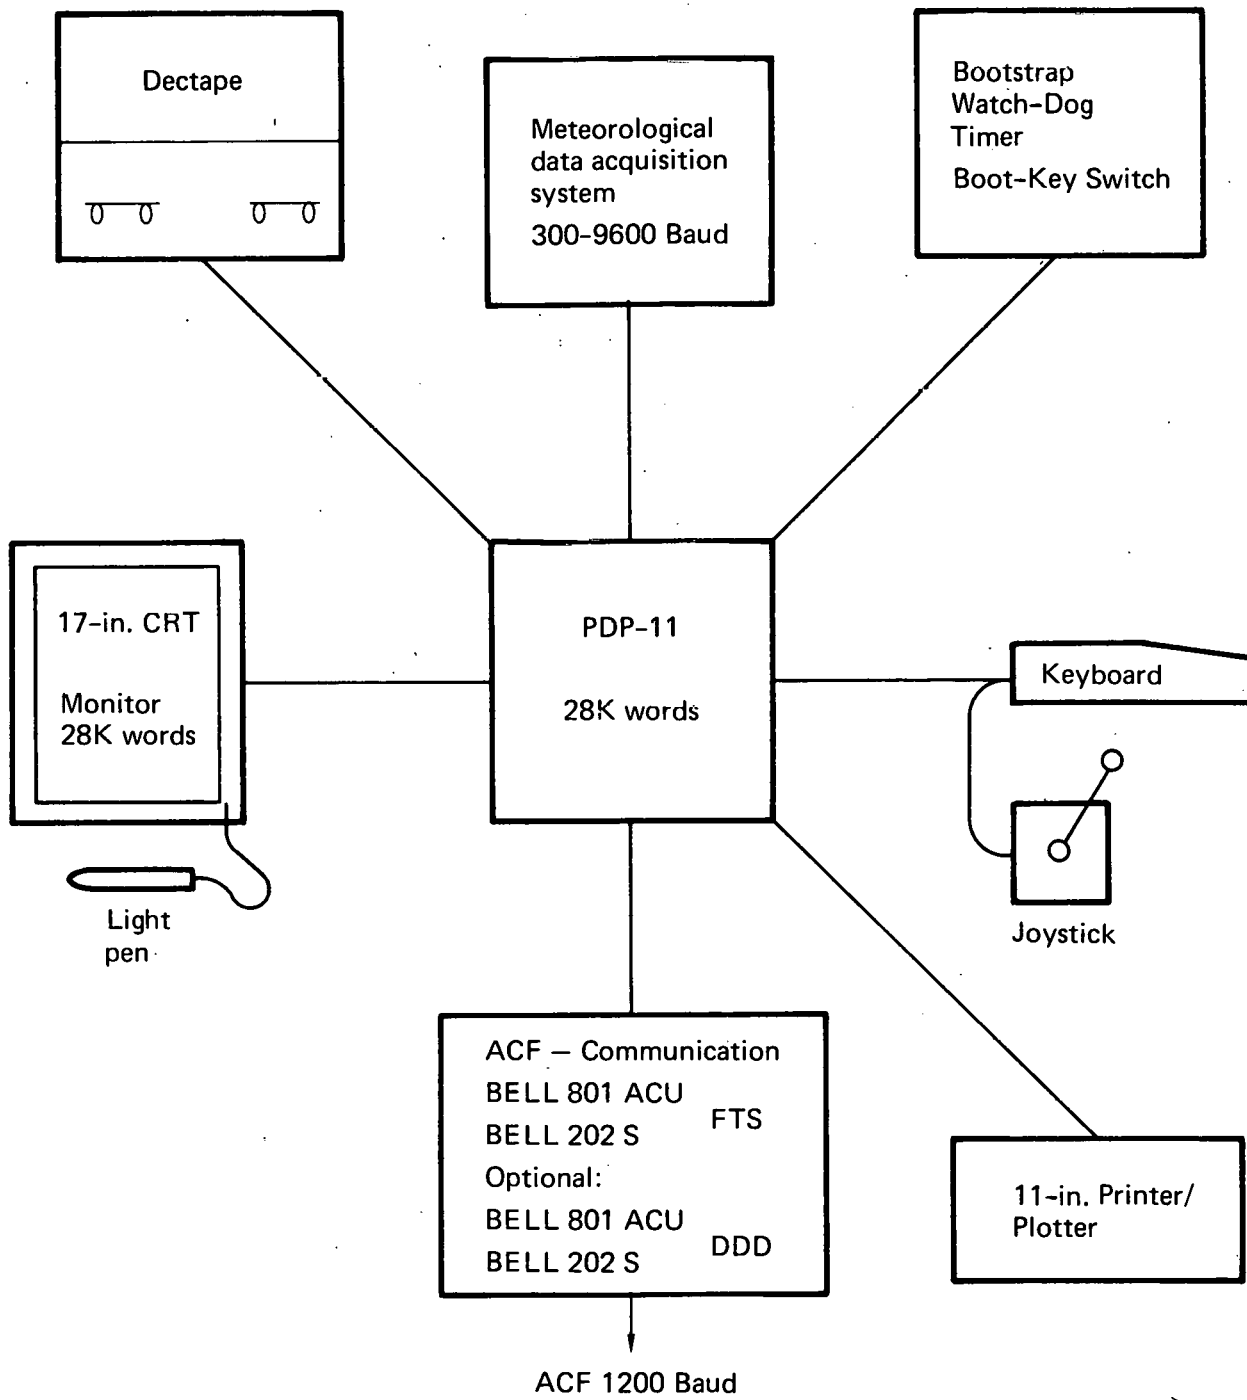 Dectape
Meteorological
data acquisition
system
300-9600 Baud
Bootstrap
Watch-Dog
Timer
Boot-Key Switch
17-in. CRT
Monitor
28K words
Light
pen
PDP-11
28K words
Keyboard
Joystick
ACF — Communication
BELL 801 ACU
BELL 202 S
FTS
Optional:
BELL 801 ACU
BELL 202 S
DDD
11-in. Printer/
Plotter
ACF 1200 Baud